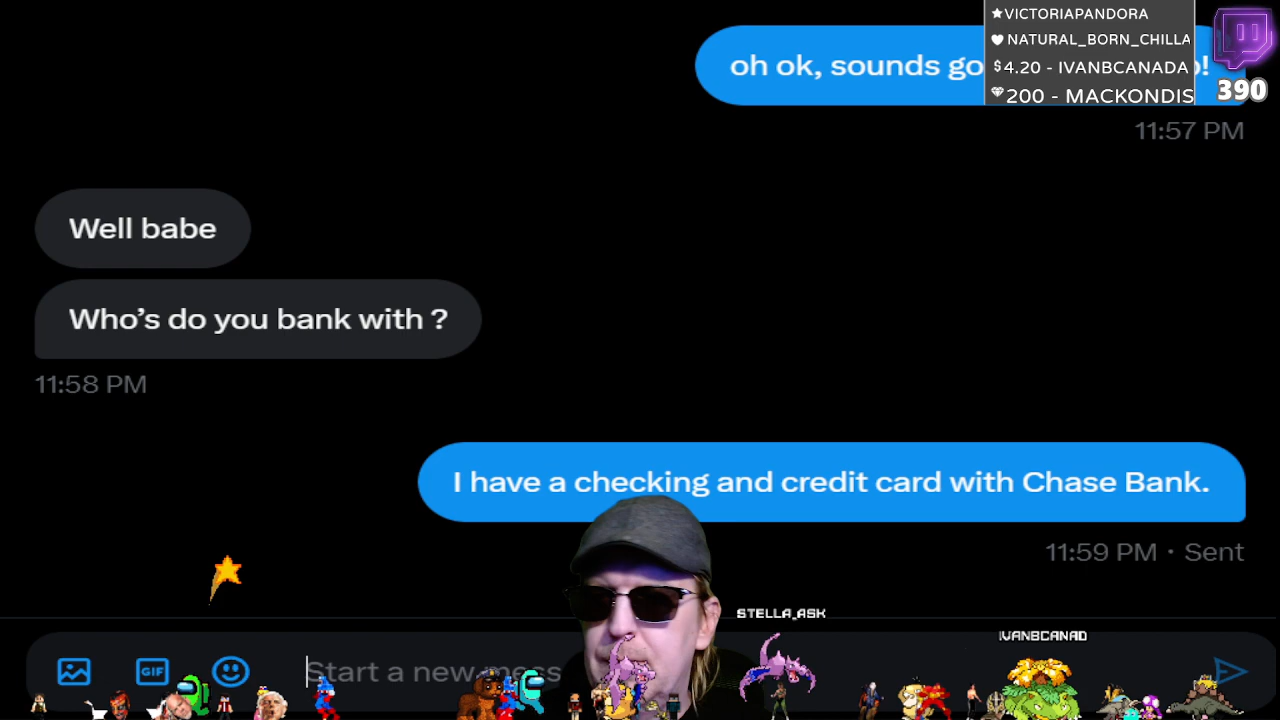 VICTORIAPANDORA
NATURAL_BORN_CHILLA
$4.20 - IVANBCANADA
200 - MACKONDIS
390
oh ok, sounds go !
11:57 PM
Well babe
Who's do you bank with ?
11:58 PM
I have a checking and credit card with Chase Bank.
11:59 PM · Sent
STELLA_ASK
IVANBCANAD
GIF
Start a new mess